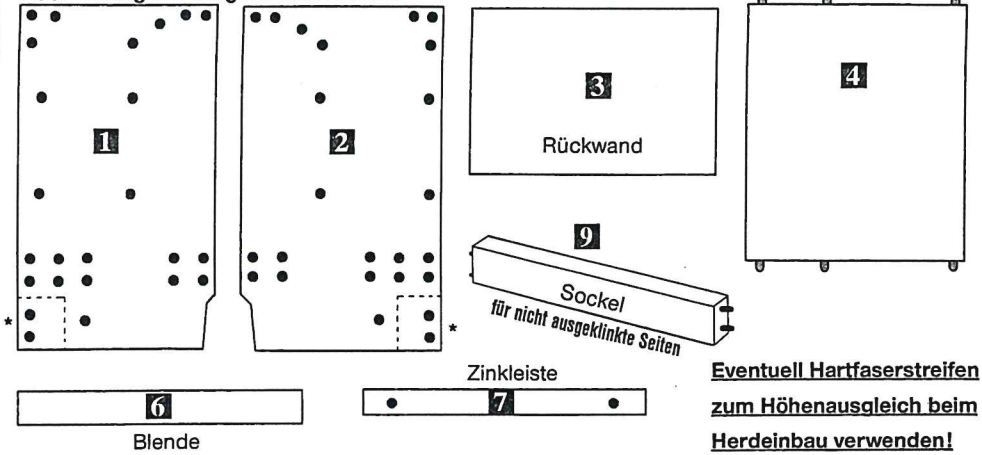 1
2
3
Rückwand
4
9
Sockel
für nicht ausgeklinkte Seiten
*
*
6
Blende
Zinkleiste
7
Eventuell Hartfaserstreifen
zum Höhenausgleich beim
Herdeinbau verwenden!